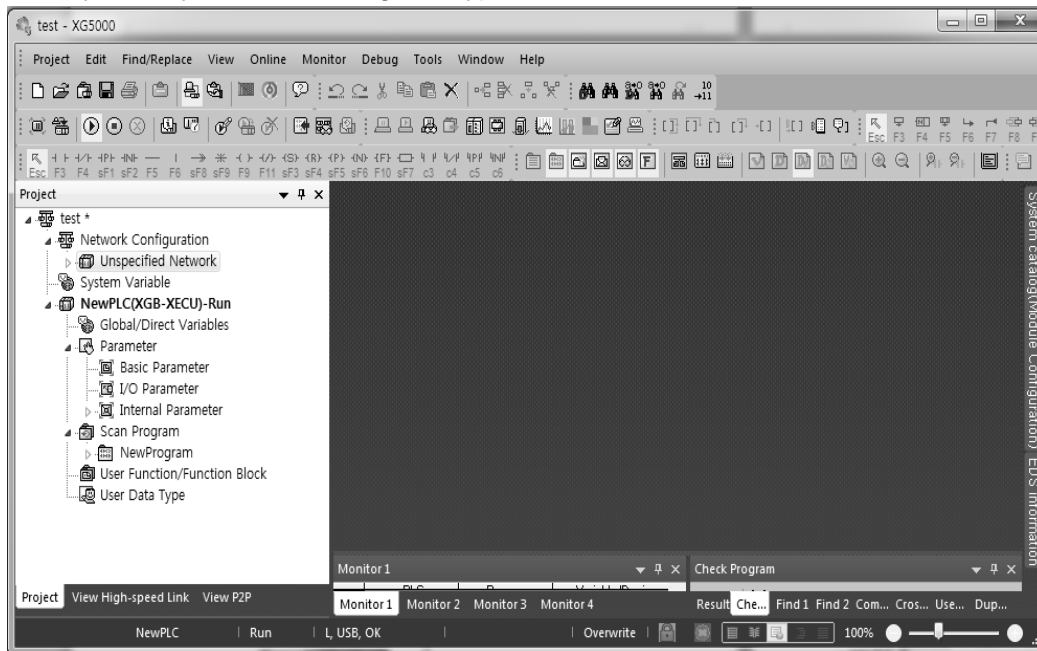 test - XG5000
Project Edit Find/Replace View Online Monitor Debug Tools Window Help
Esc F3 F4 F5 F6 F7 F8
Esc F3 F4 sF1 sF2 F5 F6 sF8 sF9 F9 F11 sF3 sF4 sF5 sF6 F10 sF7 c3 c4 c5 c6
Project
test *
Network Configuration
Unspecified Network
System Variable
NewPLC(XGB-XECU)-Run
Global/Direct Variables
Parameter
Basic Parameter
I/O Parameter
Internal Parameter
Scan Program
NewProgram
User Function/Function Block
User Data Type
System catalog(Module Configuration)
EDS Information
Monitor 1
Check Program
Project View High-speed Link View P2P
Monitor 1 Monitor 2 Monitor 3 Monitor 4
Result Che... Find 1 Find 2 Com... Cros... Use... Dup...
NewPLC Run L, USB, OK Overwrite 100%